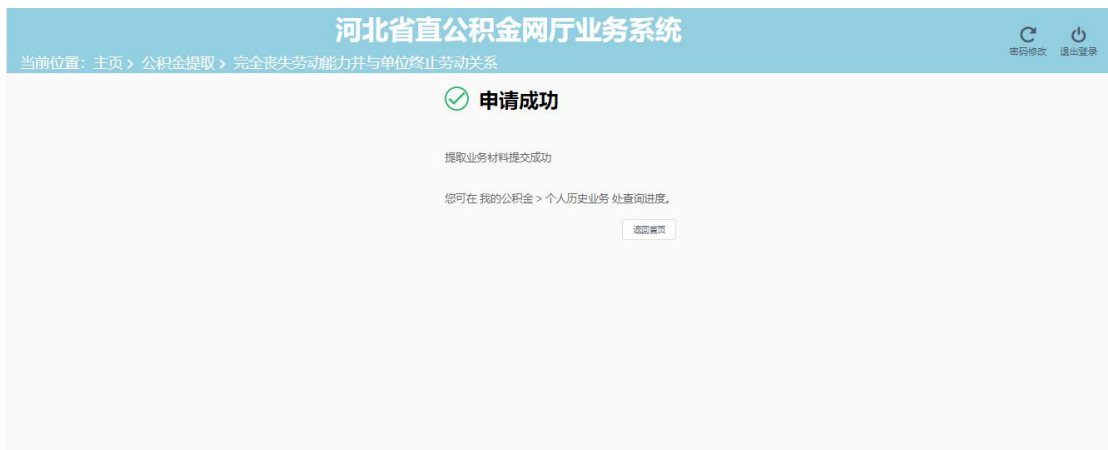 河北省直公积金网厅业务系统
密码修改 退出登录
当前位置：主页 > 公积金提取 > 完全丧失劳动能力并与单位终止劳动关系
申请成功
提取业务材料提交成功
您可在 我的公积金 > 个人历史业务 处查询进度。
返回首页